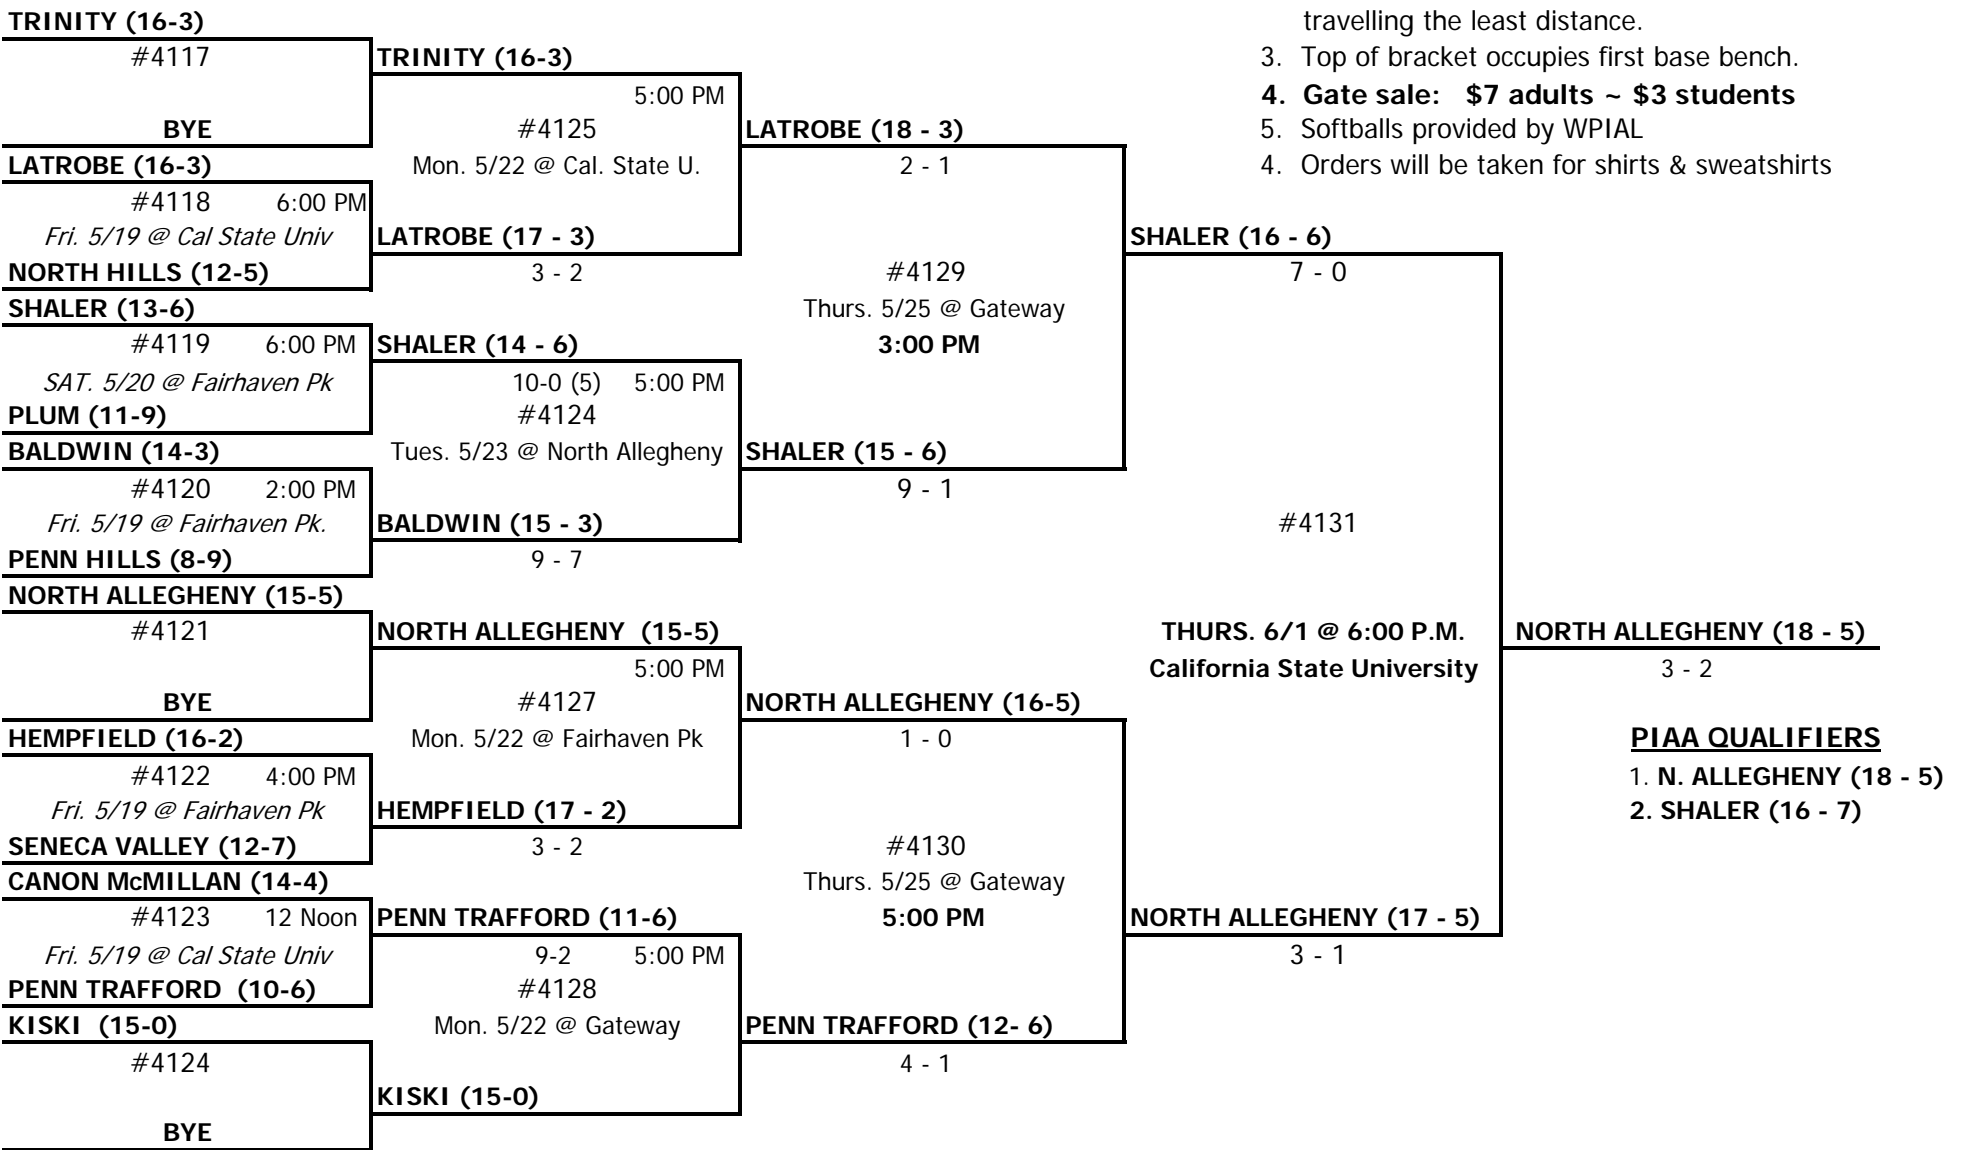 TRINITY (16-3)
#4117
BYE
LATROBE (16-3)
#4118 6:00 PM
Fri. 5/19 @ Cal State Univ
NORTH HILLS (12-5)
SHALER (13-6)
#4119 6:00 PM
SAT. 5/20 @ Fairhaven Pk
PLUM (11-9)
BALDWIN (14-3)
#4120 2:00 PM
Fri. 5/19 @ Fairhaven Pk.
PENN HILLS (8-9)
NORTH ALLEGHENY (15-5)
#4121
BYE
HEMPFIELD (16-2)
#4122 4:00 PM
Fri. 5/19 @ Fairhaven Pk
SENECA VALLEY (12-7)
CANON McMILLAN (14-4)
#4123 12 Noon
Fri. 5/19 @ Cal State Univ
PENN TRAFFORD (10-6)
KISKI (15-0)
#4124
BYE
TRINITY (16-3)
5:00 PM
#4125
Mon. 5/22 @ Cal. State U.
LATROBE (17 - 3)
3 - 2
SHALER (14 - 6)
10-0 (5) 5:00 PM
#4124
Tues. 5/23 @ North Allegheny
BALDWIN (15 - 3)
9 - 7
NORTH ALLEGHENY (15-5)
5:00 PM
#4127
Mon. 5/22 @ Fairhaven Pk
HEMPFIELD (17 - 2)
3 - 2
PENN TRAFFORD (11-6)
9-2 5:00 PM
#4128
Mon. 5/22 @ Gateway
KISKI (15-0)
LATROBE (18 - 3)
2 - 1
#4129
Thurs. 5/25 @ Gateway
3:00 PM
SHALER (15 - 6)
9 - 1
NORTH ALLEGHENY (16-5)
1 - 0
#4130
Thurs. 5/25 @ Gateway
5:00 PM
PENN TRAFFORD (12- 6)
4 - 1
travelling the least distance.
3. Top of bracket occupies first base bench.
4. Gate sale: $7 adults ~ $3 students
5. Softballs provided by WPIAL
4. Orders will be taken for shirts & sweatshirts
SHALER (16 - 6)
7 - 0
#4131
THURS. 6/1 @ 6:00 P.M.
California State University
NORTH ALLEGHENY (17 - 5)
3 - 1
NORTH ALLEGHENY (18 - 5)
3 - 2
PIAA QUALIFIERS
1. N. ALLEGHENY (18 - 5)
2. SHALER (16 - 7)